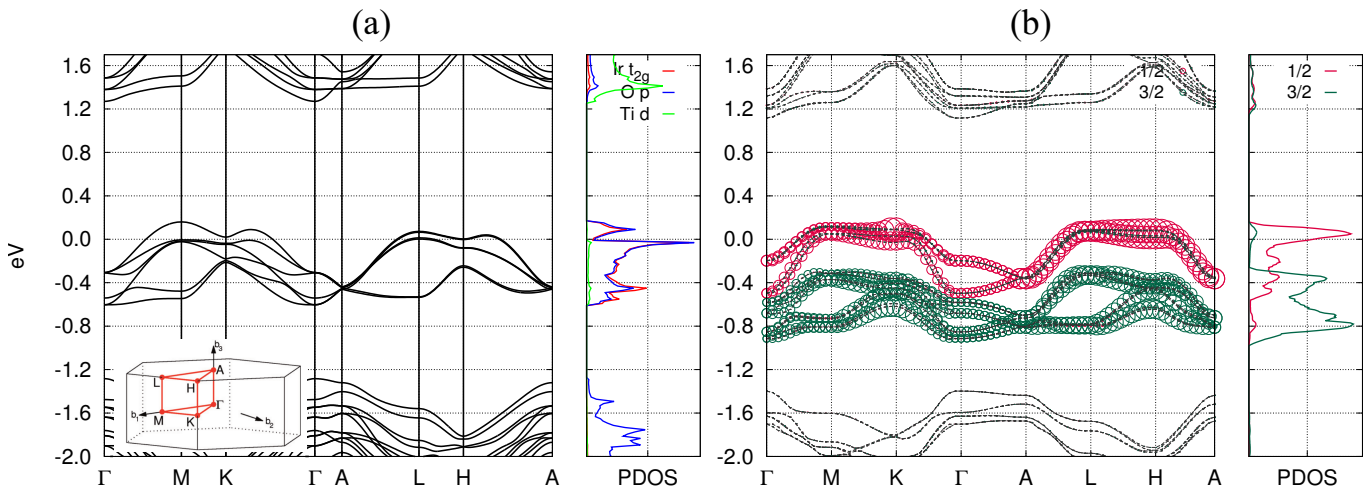 (a)
(b)
eV
1.6
1.2
0.8
0.4
0.0
-0.4
-0.8
-1.2
-1.6
-2.0
Γ M K Γ A L H A
b3
A
L
H
b1
M
K
Γ
b2
Ir t2g
O p
Ti d
PDOS
1.6
1.2
0.8
0.4
0.0
-0.4
-0.8
-1.2
-1.6
-2.0
1/2
3/2
Γ M K Γ A L H A
1/2
3/2
PDOS